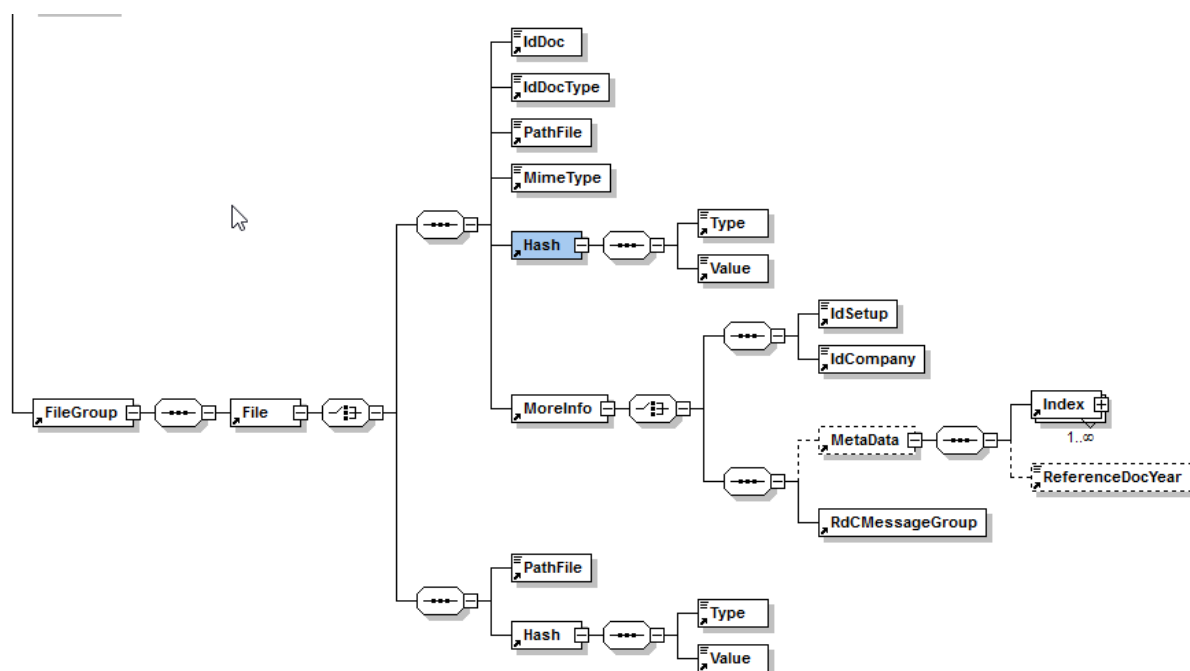 IdDoc
IdDocType
PathFile
MimeType
Type
Hash
Value
IdSetup
IdCompany
FileGroup
File
MoreInfo
Index
1..∞
MetaData
ReferenceDocYear
RdCMessageGroup
PathFile
Type
Hash
Value